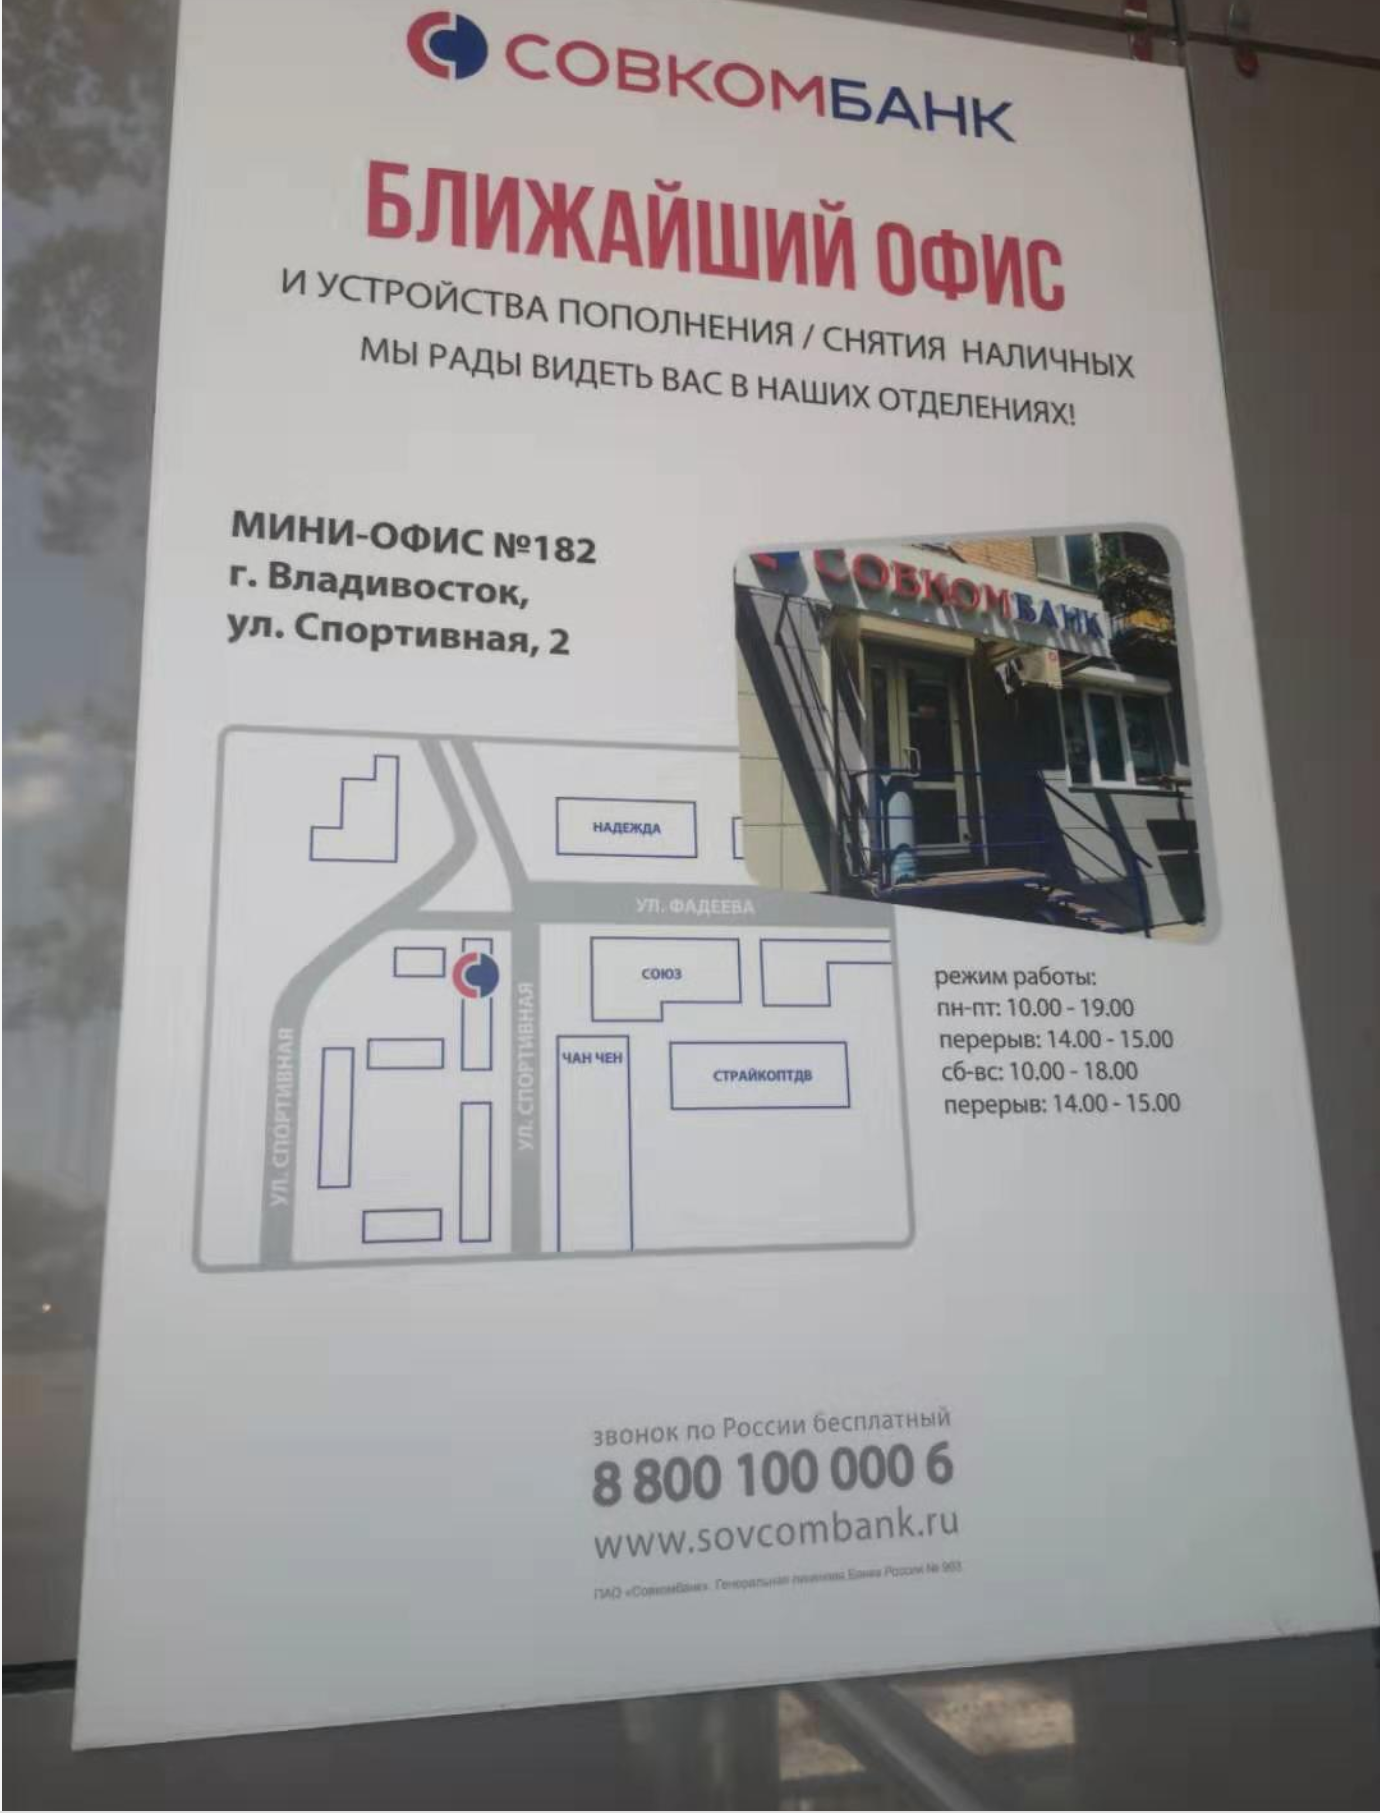 СОВКОМБАНК
БЛИЖАЙШИЙ ОФИС
И УСТРОЙСТВА ПОПОЛНЕНИЯ / СНЯТИЯ НАЛИЧНЫХ
МЫ РАДЫ ВИДЕТЬ ВАС В НАШИХ ОТДЕЛЕНИЯХ!
МИНИ-ОФИС №182
г. Владивосток,
ул. Спортивная, 2
СОВКОМБАНК
НАДЕЖДА
УЛ. ФАДЕЕВА
СОЮЗ
ЧАН ЧЕН
СТРАЙКОПТДВ
УЛ. СПОРТИВНАЯ
УЛ. СПОРТИВНАЯ
режим работы:
пн-пт: 10.00 - 19.00
перерыв: 14.00 - 15.00
сб-вс: 10.00 - 18.00
перерыв: 14.00 - 15.00
звонок по России бесплатный
8 800 100 000 6
www.sovcombank.ru
ПАО «Совкомбанк». Генеральная лицензия Банка России № 963